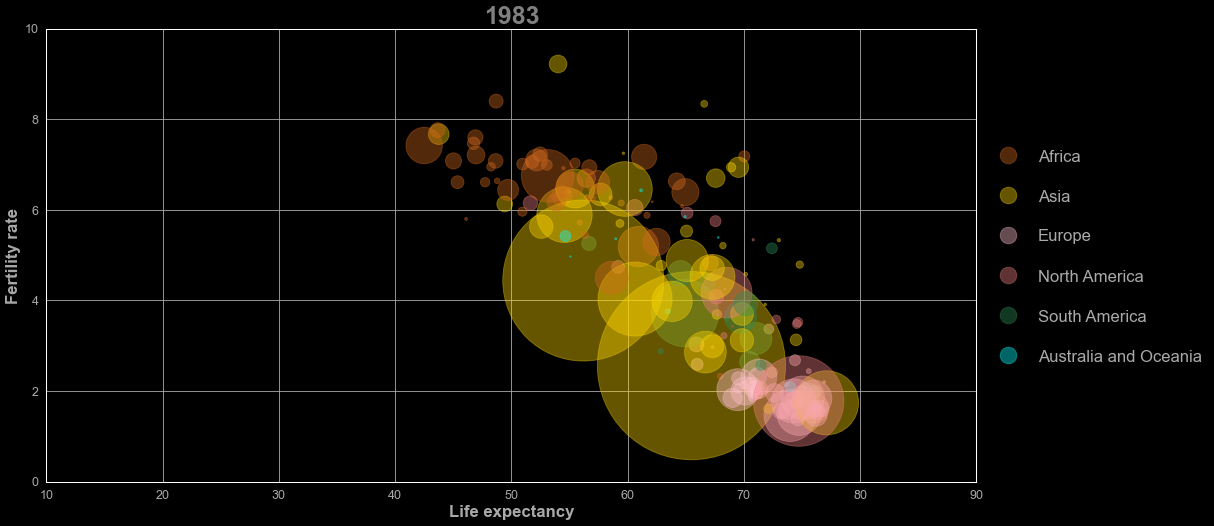 1983
10
8
6
4
2
0
Fertility rate
10 20 30 40 50 60 70 80 90
Life expectancy
Africa
Asia
Europe
North America
South America
Australia and Oceania